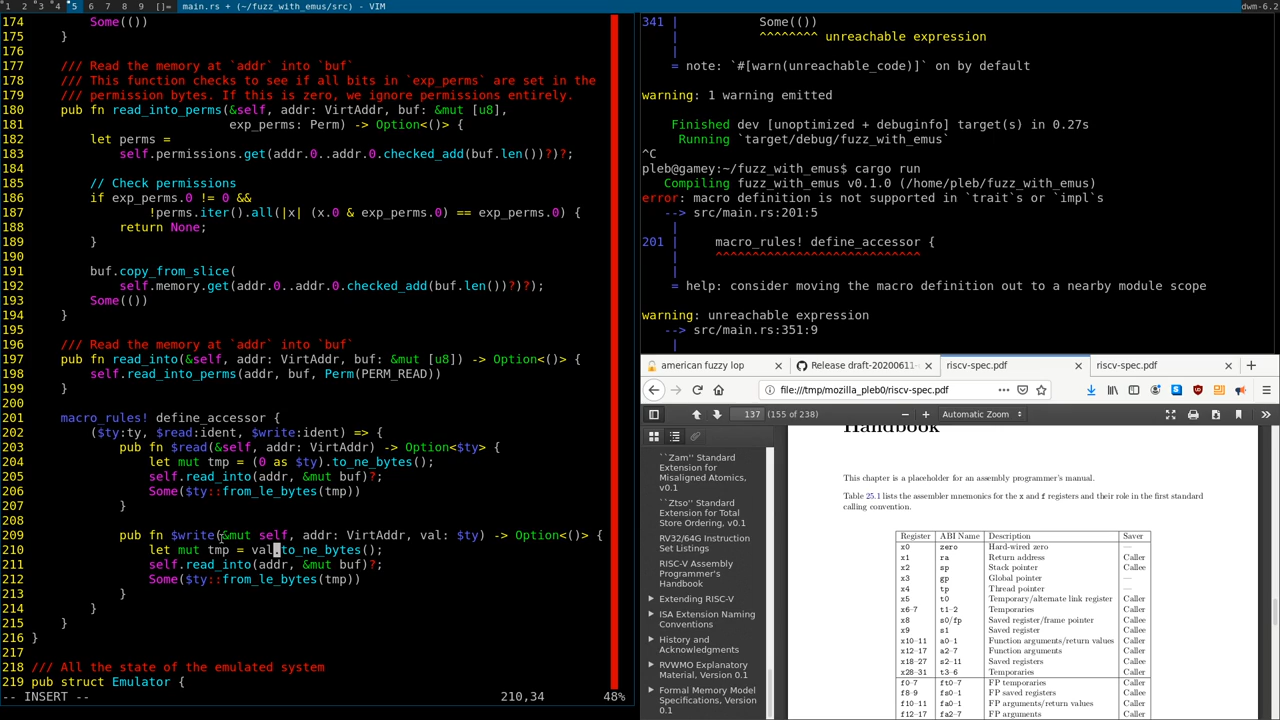 1 2 3 4 5 6 7 8 9 []= main.rs + (~/fuzz_with_emus/src) - VIM dwm-6.2
174         Some(())
175     }
176
177     /// Read the memory at `addr` into `buf`
178     /// This function checks to see if all bits in `exp_perms` are set in the
179     /// permission bytes. If this is zero, we ignore permissions entirely.
180     pub fn read_into_perms(&self, addr: VirtAddr, buf: &mut [u8],
181                            exp_perms: Perm) -> Option<()> {
182         let perms =
183             self.permissions.get(addr.0..addr.0.checked_add(buf.len())?)?;
184
185         // Check permissions
186         if exp_perms.0 != 0 &&
187                 !perms.iter().all(|x| (x.0 & exp_perms.0) == exp_perms.0) {
188             return None;
189         }
190
191         buf.copy_from_slice(
192             self.memory.get(addr.0..addr.0.checked_add(buf.len())?)?);
193         Some(())
194     }
195
196     /// Read the memory at `addr` into `buf`
197     pub fn read_into(&self, addr: VirtAddr, buf: &mut [u8]) -> Option<()> {
198         self.read_into_perms(addr, buf, Perm(PERM_READ))
199     }
200
201     macro_rules! define_accessor {
202         ($ty:ty, $read:ident, $write:ident) => {
203             pub fn $read(&self, addr: VirtAddr) -> Option<$ty> {
204                 let mut tmp = (0 as $ty).to_ne_bytes();
205                 self.read_into(addr, &mut buf)?;
206                 Some($ty::from_le_bytes(tmp))
207             }
208
209             pub fn $write(&mut self, addr: VirtAddr, val: $ty) -> Option<()> {
210                 let mut tmp = val.to_ne_bytes();
211                 self.read_into(addr, &mut buf)?;
212                 Some($ty::from_le_bytes(tmp))
213             }
214         }
215     }
216 }
217
218 /// All the state of the emulated system
219 pub struct Emulator {
-- INSERT -- 210,34 48%
341 |         Some(())
    |         ^^^^^^^^ unreachable expression
    |
    = note: `#[warn(unreachable_code)]` on by default
warning: 1 warning emitted
    Finished dev [unoptimized + debuginfo] target(s) in 0.27s
     Running `target/debug/fuzz_with_emus`
^C
pleb@gamey:~/fuzz_with_emus$ cargo run
   Compiling fuzz_with_emus v0.1.0 (/home/pleb/fuzz_with_emus)
error: macro definition is not supported in `trait`s or `impl`s
   --> src/main.rs:201:5
    |
201 |     macro_rules! define_accessor {
    |     ^^^^^^^^^^^^^^^^^^^^^^^^^^^^
    |
    = help: consider moving the macro definition out to a nearby module scope
warning: unreachable expression
   --> src/main.rs:351:9
    |
american fuzzy lop Release draft-20200611- riscv-spec.pdf riscv-spec.pdf
file:///tmp/mozilla_pleb0/riscv-spec.pdf
137 (155 of 238) Automatic Zoom
``Zam'' Standard
Extension for
Misaligned Atomics,
v0.1
``Ztso'' Standard
Extension for Total
Store Ordering, v0.1
RV32/64G Instruction
Set Listings
RISC-V Assembly
Programmer's
Handbook
Extending RISC-V
ISA Extension Naming
Conventions
History and
Acknowledgments
RVWMO Explanatory
Material, Version 0.1
Formal Memory Model
Specifications, Version
0.1
Handbook
This chapter is a placeholder for an assembly programmer's manual.
Table 25.1 lists the assembler mnemonics for the x and f registers and their role in the first standard
calling convention.
Register ABI Name Description Saver
x0 zero Hard-wired zero —
x1 ra Return address Caller
x2 sp Stack pointer Callee
x3 gp Global pointer —
x4 tp Thread pointer —
x5 t0 Temporary/alternate link register Caller
x6–7 t1–2 Temporaries Caller
x8 s0/fp Saved register/frame pointer Callee
x9 s1 Saved register Callee
x10–11 a0–1 Function arguments/return values Caller
x12–17 a2–7 Function arguments Caller
x18–27 s2–11 Saved registers Callee
x28–31 t3–6 Temporaries Caller
f0–7 ft0–7 FP temporaries Caller
f8–9 fs0–1 FP saved registers Callee
f10–11 fa0–1 FP arguments/return values Caller
f12–17 fa2–7 FP arguments Caller